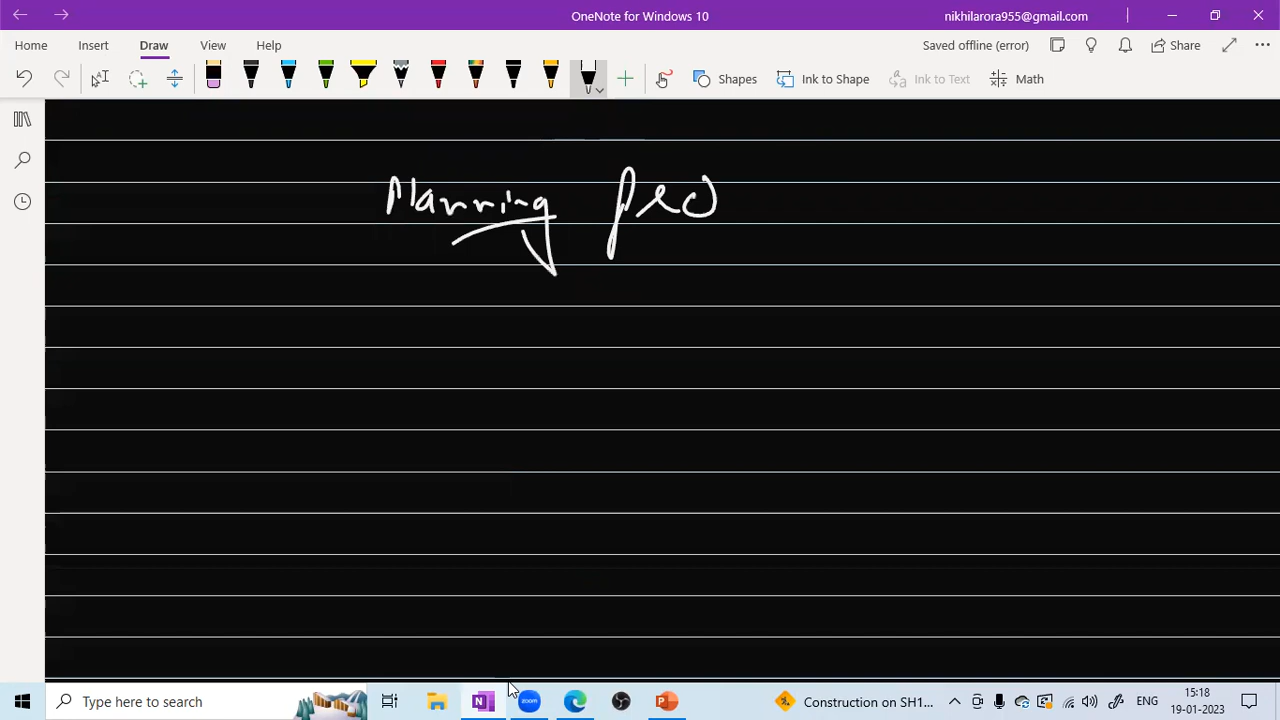 OneNote for Windows 10
nikhilarora955@gmail.com
Home Insert Draw View Help
Saved offline (error)
Share
Shapes
Ink to Shape
Ink to Text
Math
Planning
Type here to search
Construction on SH1...
ENG
15:18
19-01-2023